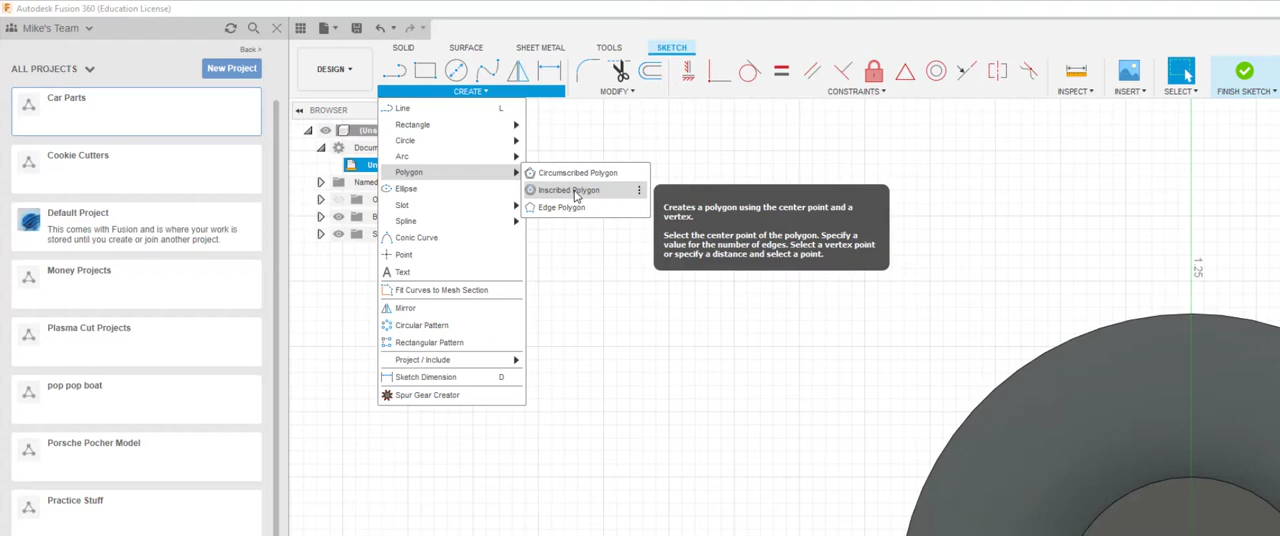 Autodesk Fusion 360 (Education License)
Mike's Team
Back >
ALL PROJECTS
New Project
Car Parts
Cookie Cutters
Default Project
This comes with Fusion and is where your work is
stored until you create or join another project.
Money Projects
Plasma Cut Projects
pop pop boat
Porsche Pocher Model
Practice Stuff
SOLID SURFACE SHEET METAL TOOLS SKETCH
DESIGN
CREATE MODIFY CONSTRAINTS INSPECT INSERT SELECT FINISH SKETCH
BROWSER
(Uns
Docum
Un
Named
B
S
Line L
Rectangle
Circle
Arc
Polygon
Ellipse
Slot
Spline
Conic Curve
Point
Text
Fit Curves to Mesh Section
Mirror
Circular Pattern
Rectangular Pattern
Project / Include
Sketch Dimension D
Spur Gear Creator
Circumscribed Polygon
Inscribed Polygon
Edge Polygon
Creates a polygon using the center point and a
vertex.
Select the center point of the polygon. Specify a
value for the number of edges. Select a vertex point
or specify a distance and select a point.
1.25